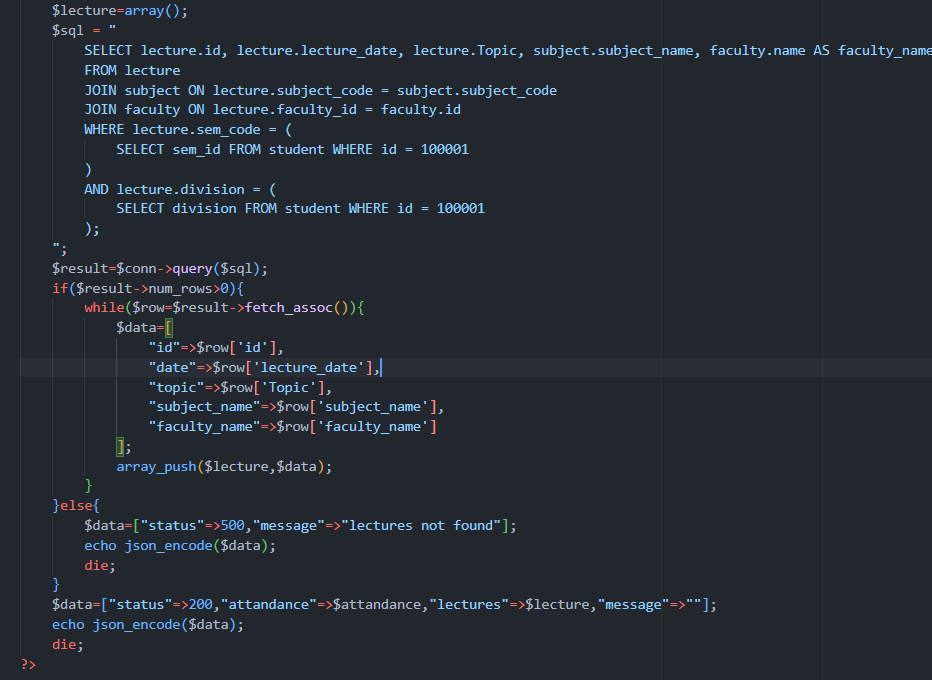 $lecture=array();
$sql = "
SELECT lecture.id, lecture.lecture_date, lecture.Topic, subject.subject_name, faculty.name AS faculty_name
FROM lecture
JOIN subject ON lecture.subject_code = subject.subject_code
JOIN faculty ON lecture.faculty_id = faculty.id
WHERE lecture.sem_code = (
SELECT sem_id FROM student WHERE id = 100001
)
AND lecture.division = (
SELECT division FROM student WHERE id = 100001
);
";
$result=$conn->query($sql);
if($result->num_rows>0){
while($row=$result->fetch_assoc()){
$data=[
"id"=>$row['id'],
"date"=>$row['lecture_date'],
"topic"=>$row['Topic'],
"subject_name"=>$row['subject_name'],
"faculty_name"=>$row['faculty_name']
];
array_push($lecture,$data);
}
}else{
$data=["status"=>500,"message"=>"lectures not found"];
echo json_encode($data);
die;
}
$data=["status"=>200,"attandance"=>$attandance,"lectures"=>$lecture,"message"=>""];
echo json_encode($data);
die;
?>